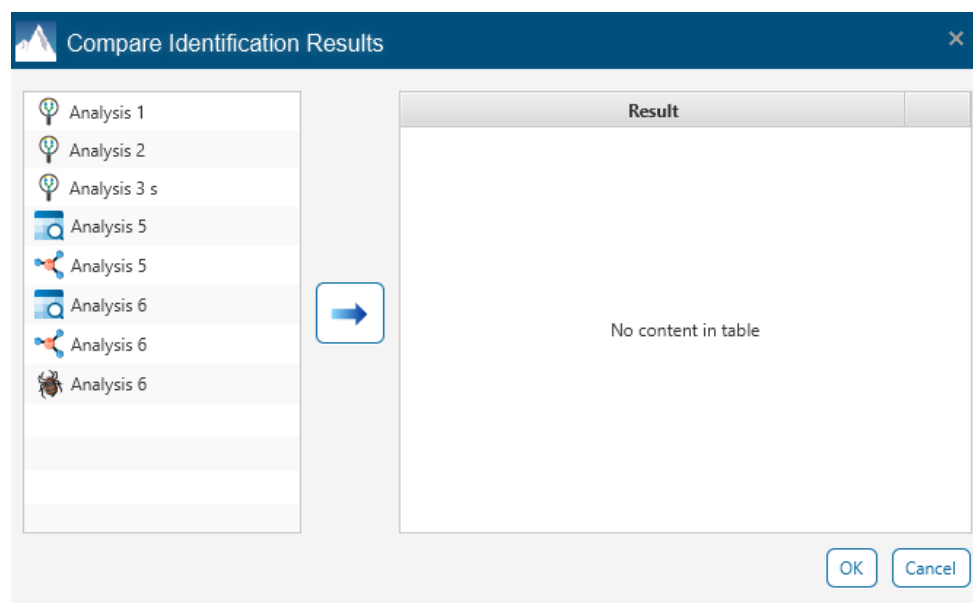 Compare Identification Results
Analysis 1
Analysis 2
Analysis 3 s
Analysis 5
Analysis 5
Analysis 6
Analysis 6
Analysis 6
Result
No content in table
OK
Cancel